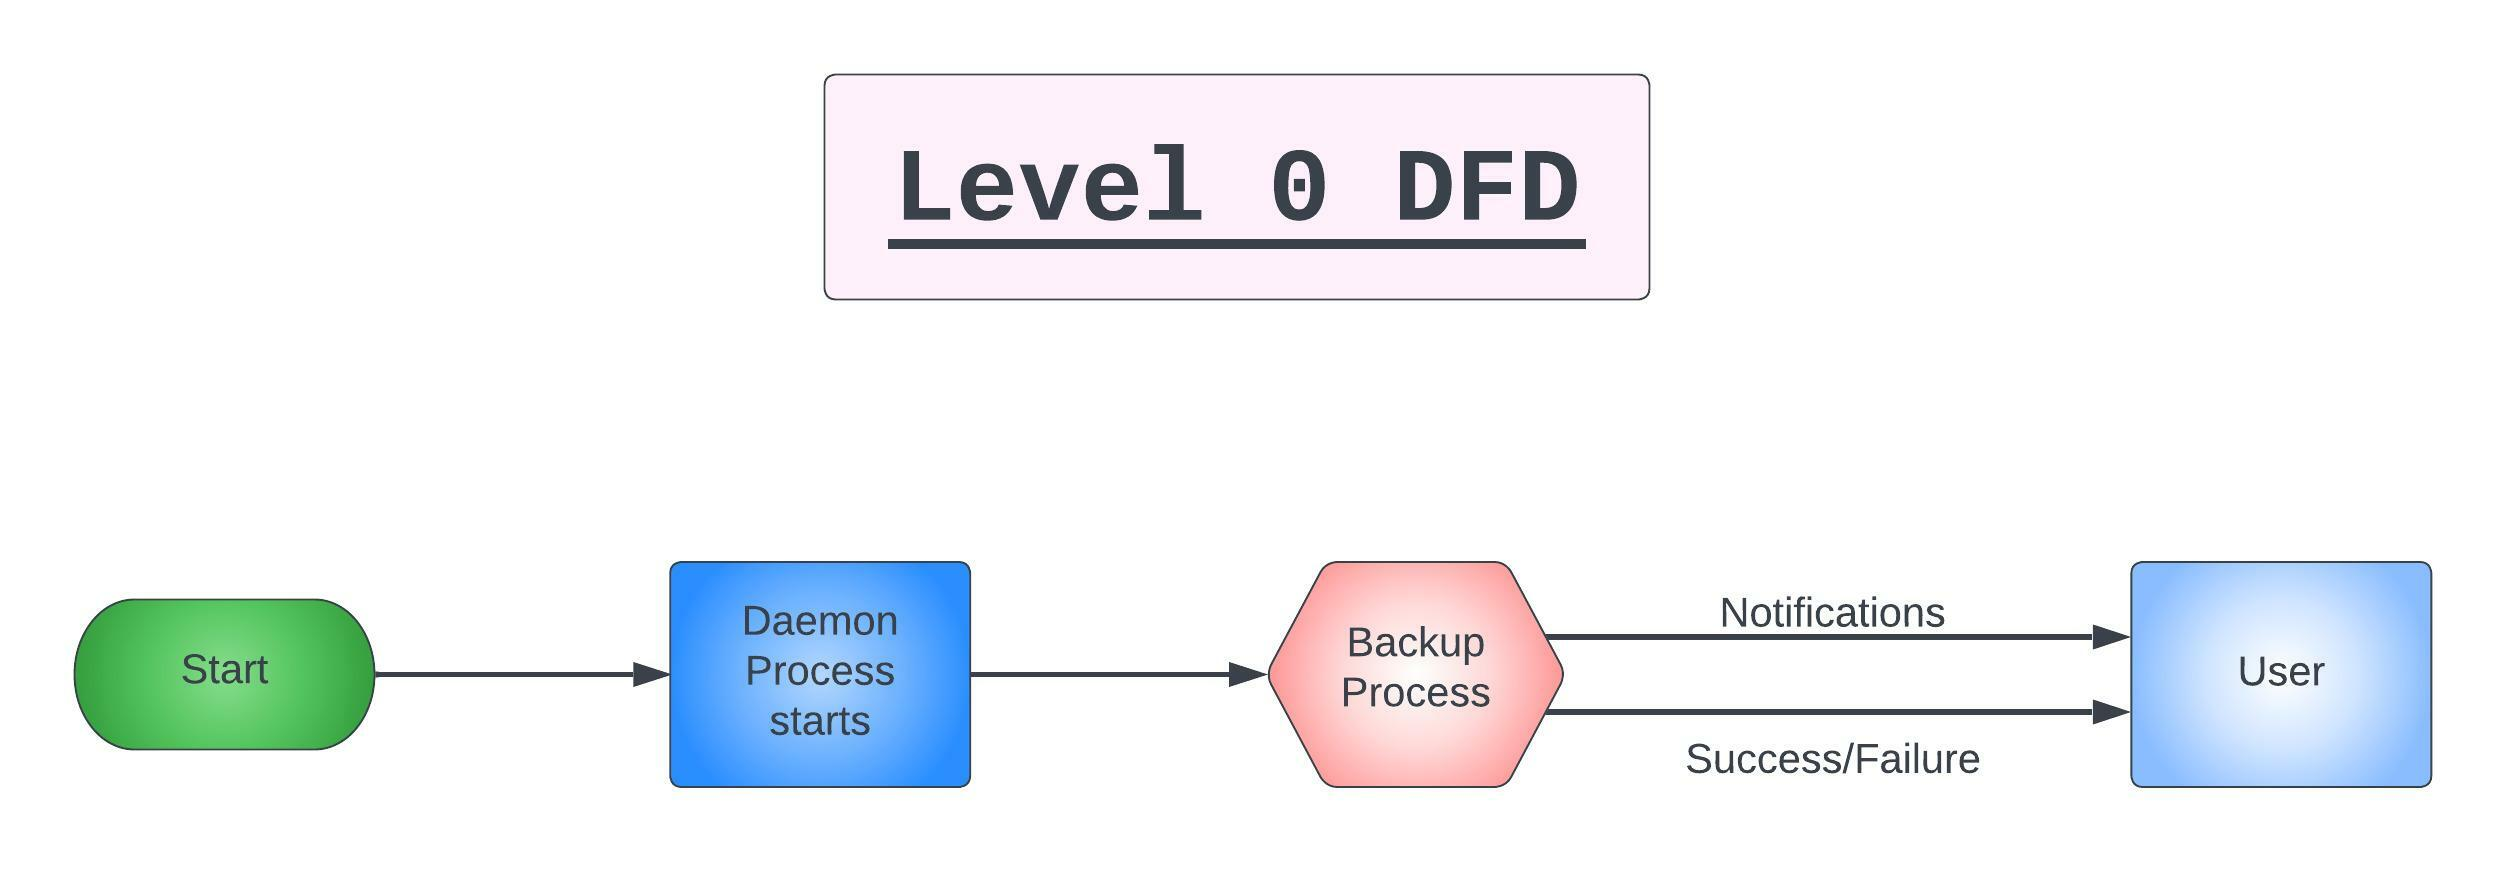 Level 0 DFD
Start
Daemon
Process
starts
Backup
Process
Notifications
Success/Failure
User